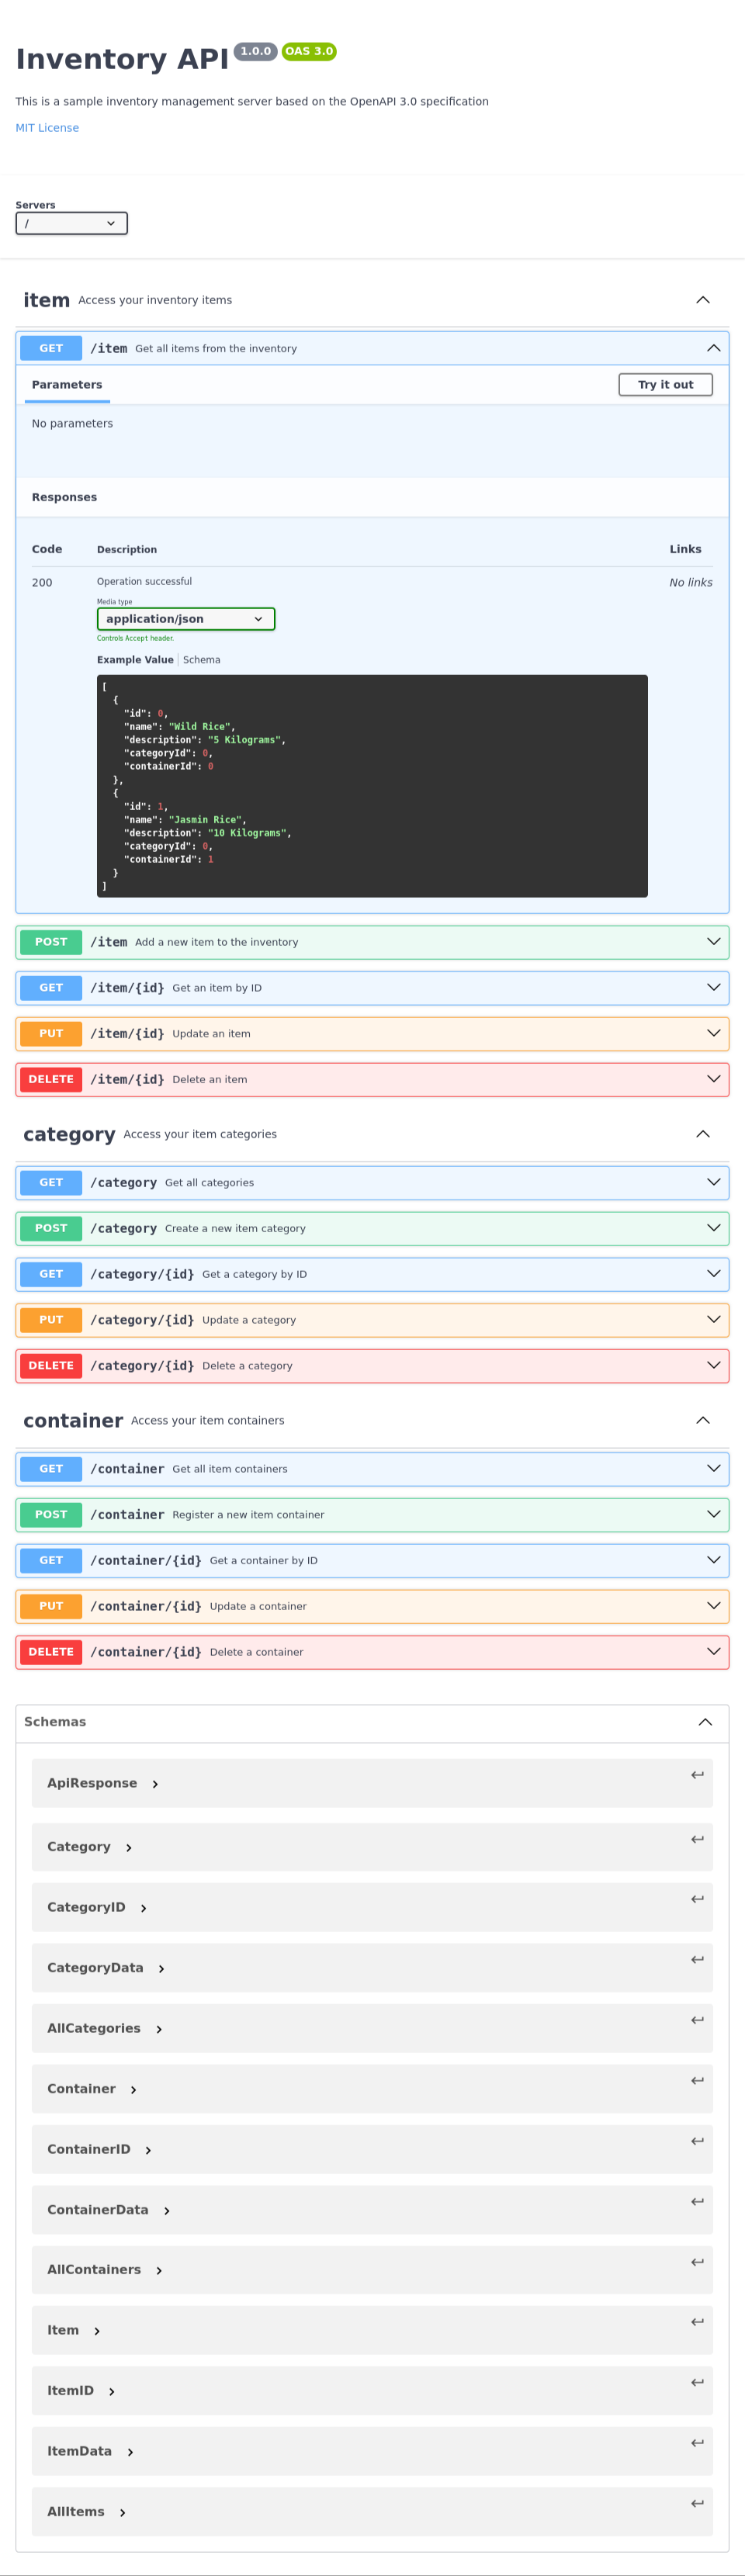 Inventory API 1.0.0 OAS 3.0
This is a sample inventory management server based on the OpenAPI 3.0 specification
MIT License
Servers
/
item Access your inventory items
GET /item Get all items from the inventory
Parameters Try it out
No parameters
Responses
Code Description Links
200 Operation successful No links
Media type
application/json
Controls Accept header.
Example Value Schema
[
{
"id": 0,
"name": "Wild Rice",
"description": "5 Kilograms",
"categoryId": 0,
"containerId": 0
},
{
"id": 1,
"name": "Jasmin Rice",
"description": "10 Kilograms",
"categoryId": 0,
"containerId": 1
}
]
POST /item Add a new item to the inventory
GET /item/{id} Get an item by ID
PUT /item/{id} Update an item
DELETE /item/{id} Delete an item
category Access your item categories
GET /category Get all categories
POST /category Create a new item category
GET /category/{id} Get a category by ID
PUT /category/{id} Update a category
DELETE /category/{id} Delete a category
container Access your item containers
GET /container Get all item containers
POST /container Register a new item container
GET /container/{id} Get a container by ID
PUT /container/{id} Update a container
DELETE /container/{id} Delete a container
Schemas
ApiResponse
Category
CategoryID
CategoryData
AllCategories
Container
ContainerID
ContainerData
AllContainers
Item
ItemID
ItemData
AllItems